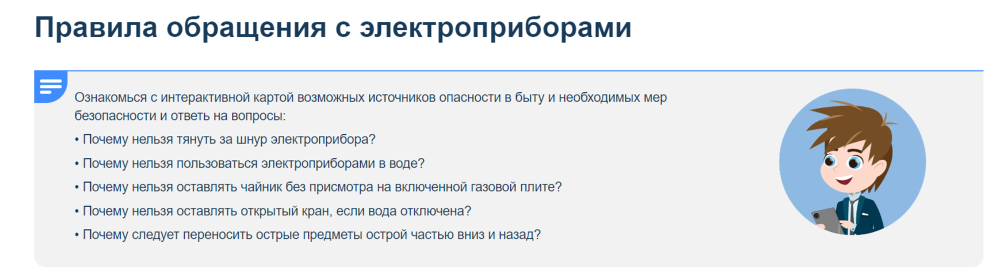 Правила обращения с электроприборами
Ознакомься с интерактивной картой возможных источников опасности в быту и необходимых мер
безопасности и ответь на вопросы:
• Почему нельзя тянуть за шнур электроприбора?
• Почему нельзя пользоваться электроприборами в воде?
• Почему нельзя оставлять чайник без присмотра на включенной газовой плите?
• Почему нельзя оставлять открытый кран, если вода отключена?
• Почему следует переносить острые предметы острой частью вниз и назад?